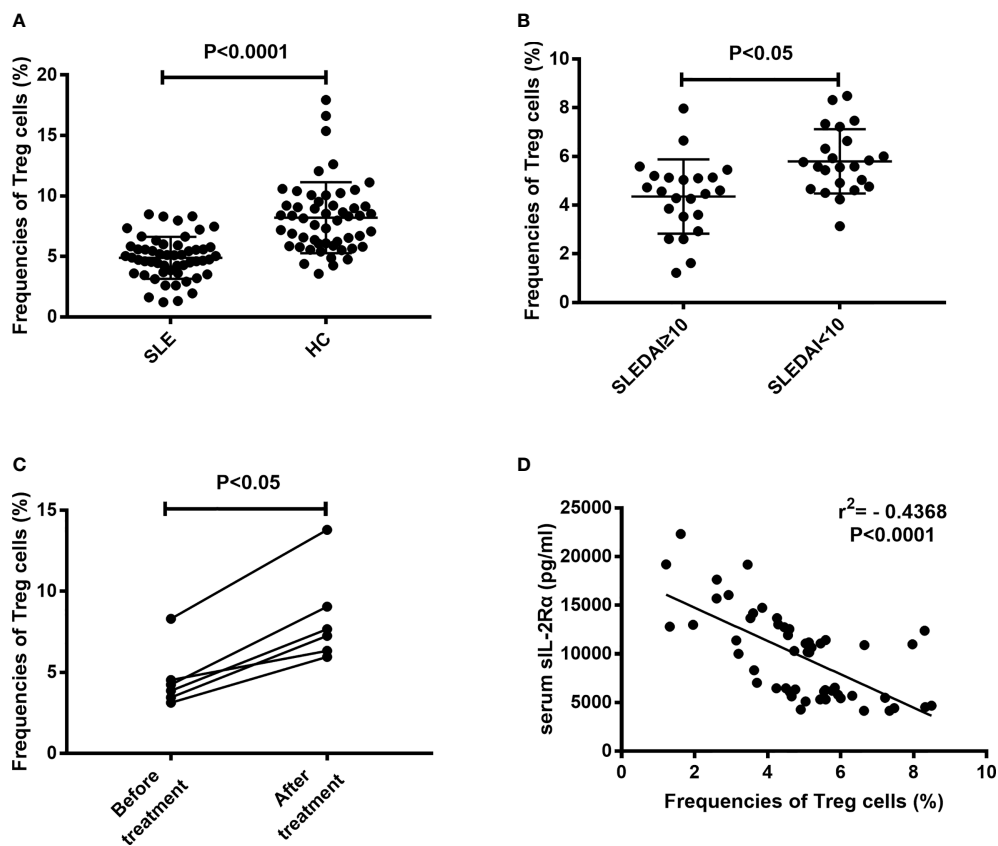 A
P<0.0001
Frequencies of Treg cells (%)
20
15
10
5
0
SLE
HC
B
P<0.05
Frequencies of Treg cells (%)
10
8
6
4
2
0
SLEDAI≥10
SLEDAI<10
C
P<0.05
Frequencies of Treg cells (%)
15
10
5
0
Before
treatment
After
treatment
D
r²= - 0.4368
P<0.0001
serum sIL-2Rα (pg/ml)
25000
20000
15000
10000
5000
0
0 2 4 6 8 10
Frequencies of Treg cells (%)